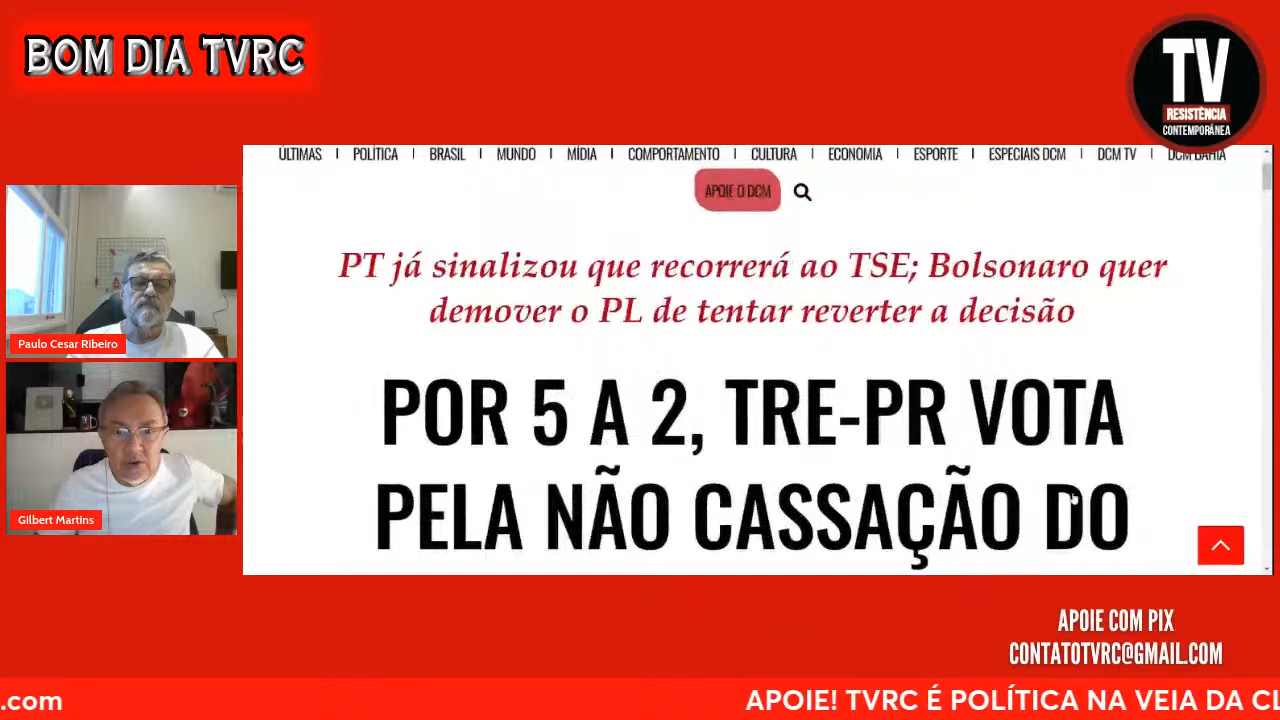 BOM DIA TVRC
TV
RESISTÊNCIA
CONTEMPORÂNEA
ÚLTIMAS | POLÍTICA | BRASIL | MUNDO | MÍDIA | COMPORTAMENTO | CULTURA | ECONOMIA | ESPORTE | ESPECIAIS DCM | DCM TV | DCM BAHIA
APOIE O DCM
PT já sinalizou que recorrerá ao TSE; Bolsonaro quer
demover o PL de tentar reverter a decisão
POR 5 A 2, TRE-PR VOTA
PELA NÃO CASSAÇÃO DO
Paulo Cesar Ribeiro
Gilbert Martins
APOIE COM PIX
CONTATOTVRC@GMAIL.COM
.com APOIE! TVRC É POLÍTICA NA VEIA DA CL